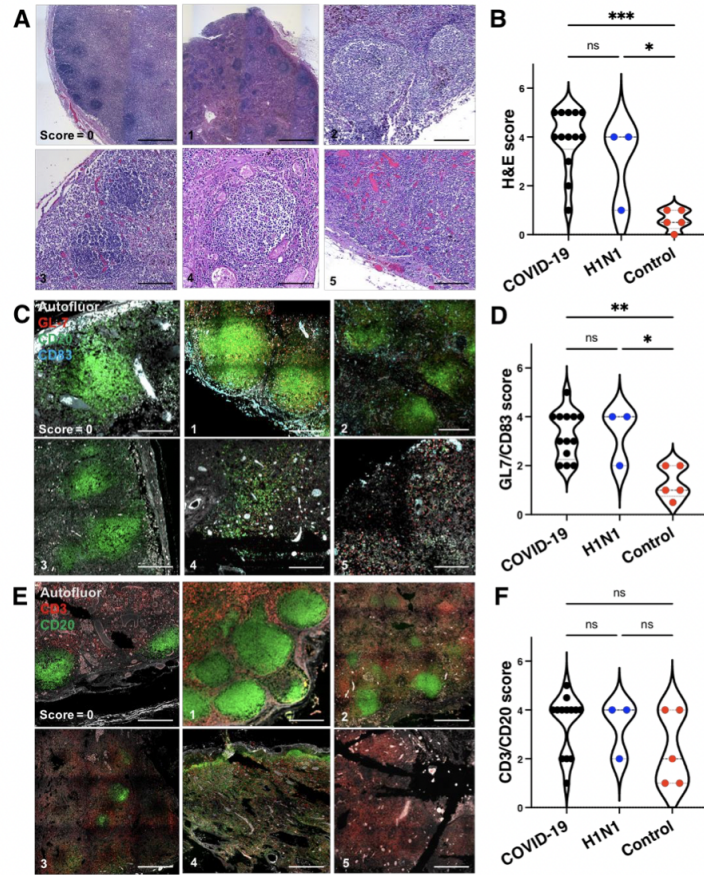 A
Score = 0
1
2
3
4
5
B
***
ns
*
H&E score
6
4
2
0
COVID-19
H1N1
Control
C
Autofluor
GL-7
CD20
CD83
Score = 0
1
2
3
4
5
D
**
ns
*
GL7/CD83 score
6
4
2
0
COVID-19
H1N1
Control
E
Autofluor
CD3
CD20
Score = 0
1
2
3
4
5
F
ns
ns
ns
CD3/CD20 score
6
4
2
0
COVID-19
H1N1
Control